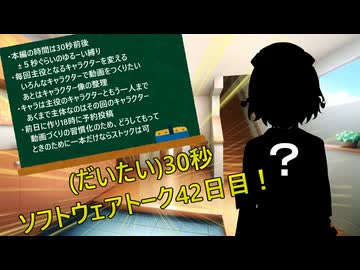 ・本編の時間は30秒前後
±５秒ぐらいのゆるーい縛り
・毎回主役となるキャラクターを変える
いろんなキャラクターで動画をつくりたい
あとはキャラクター像の整理
・キャラは主役のキャラクターともう一人まで
あくまで主体なのはその回のキャラクター
・前日に作り18時に予約投稿
動画づくりの習慣化のため、どうしてもって
ときのために一本だけならストックは可
？
(だいたい)30秒
ソフトウェアトーク42日目！